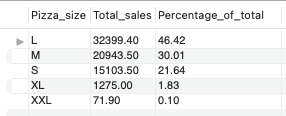 Pizza_size Total_sales Percentage_of_total
L 32399.40 46.42
M 20943.50 30.01
S 15103.50 21.64
XL 1275.00 1.83
XXL 71.90 0.10